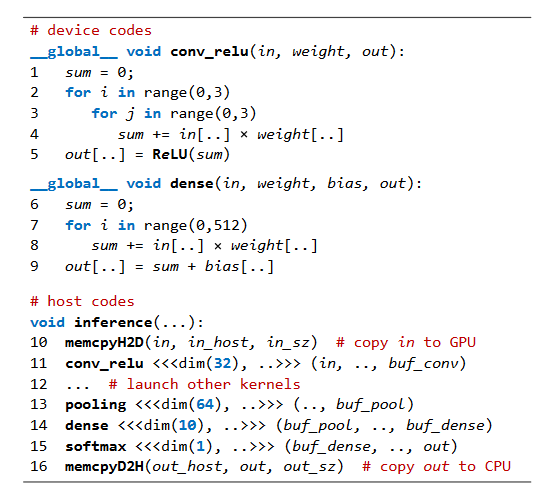 # device codes
__global__ void conv_relu(in, weight, out):
1 sum = 0;
2 for i in range(0,3)
3 for j in range(0,3)
4 sum += in[..] × weight[..]
5 out[..] = ReLU(sum)
__global__ void dense(in, weight, bias, out):
6 sum = 0;
7 for i in range(0,512)
8 sum += in[..] × weight[..]
9 out[..] = sum + bias[..]
# host codes
void inference(...):
10 memcpyH2D(in, in_host, in_sz) # copy in to GPU
11 conv_relu <<<dim(32), ..>>> (in, .., buf_conv)
12 ... # launch other kernels
13 pooling <<<dim(64), ..>>> (.., buf_pool)
14 dense <<<dim(10), ..>>> (buf_pool, .., buf_dense)
15 softmax <<<dim(1), ..>>> (buf_dense, .., out)
16 memcpyD2H(out_host, out, out_sz) # copy out to CPU